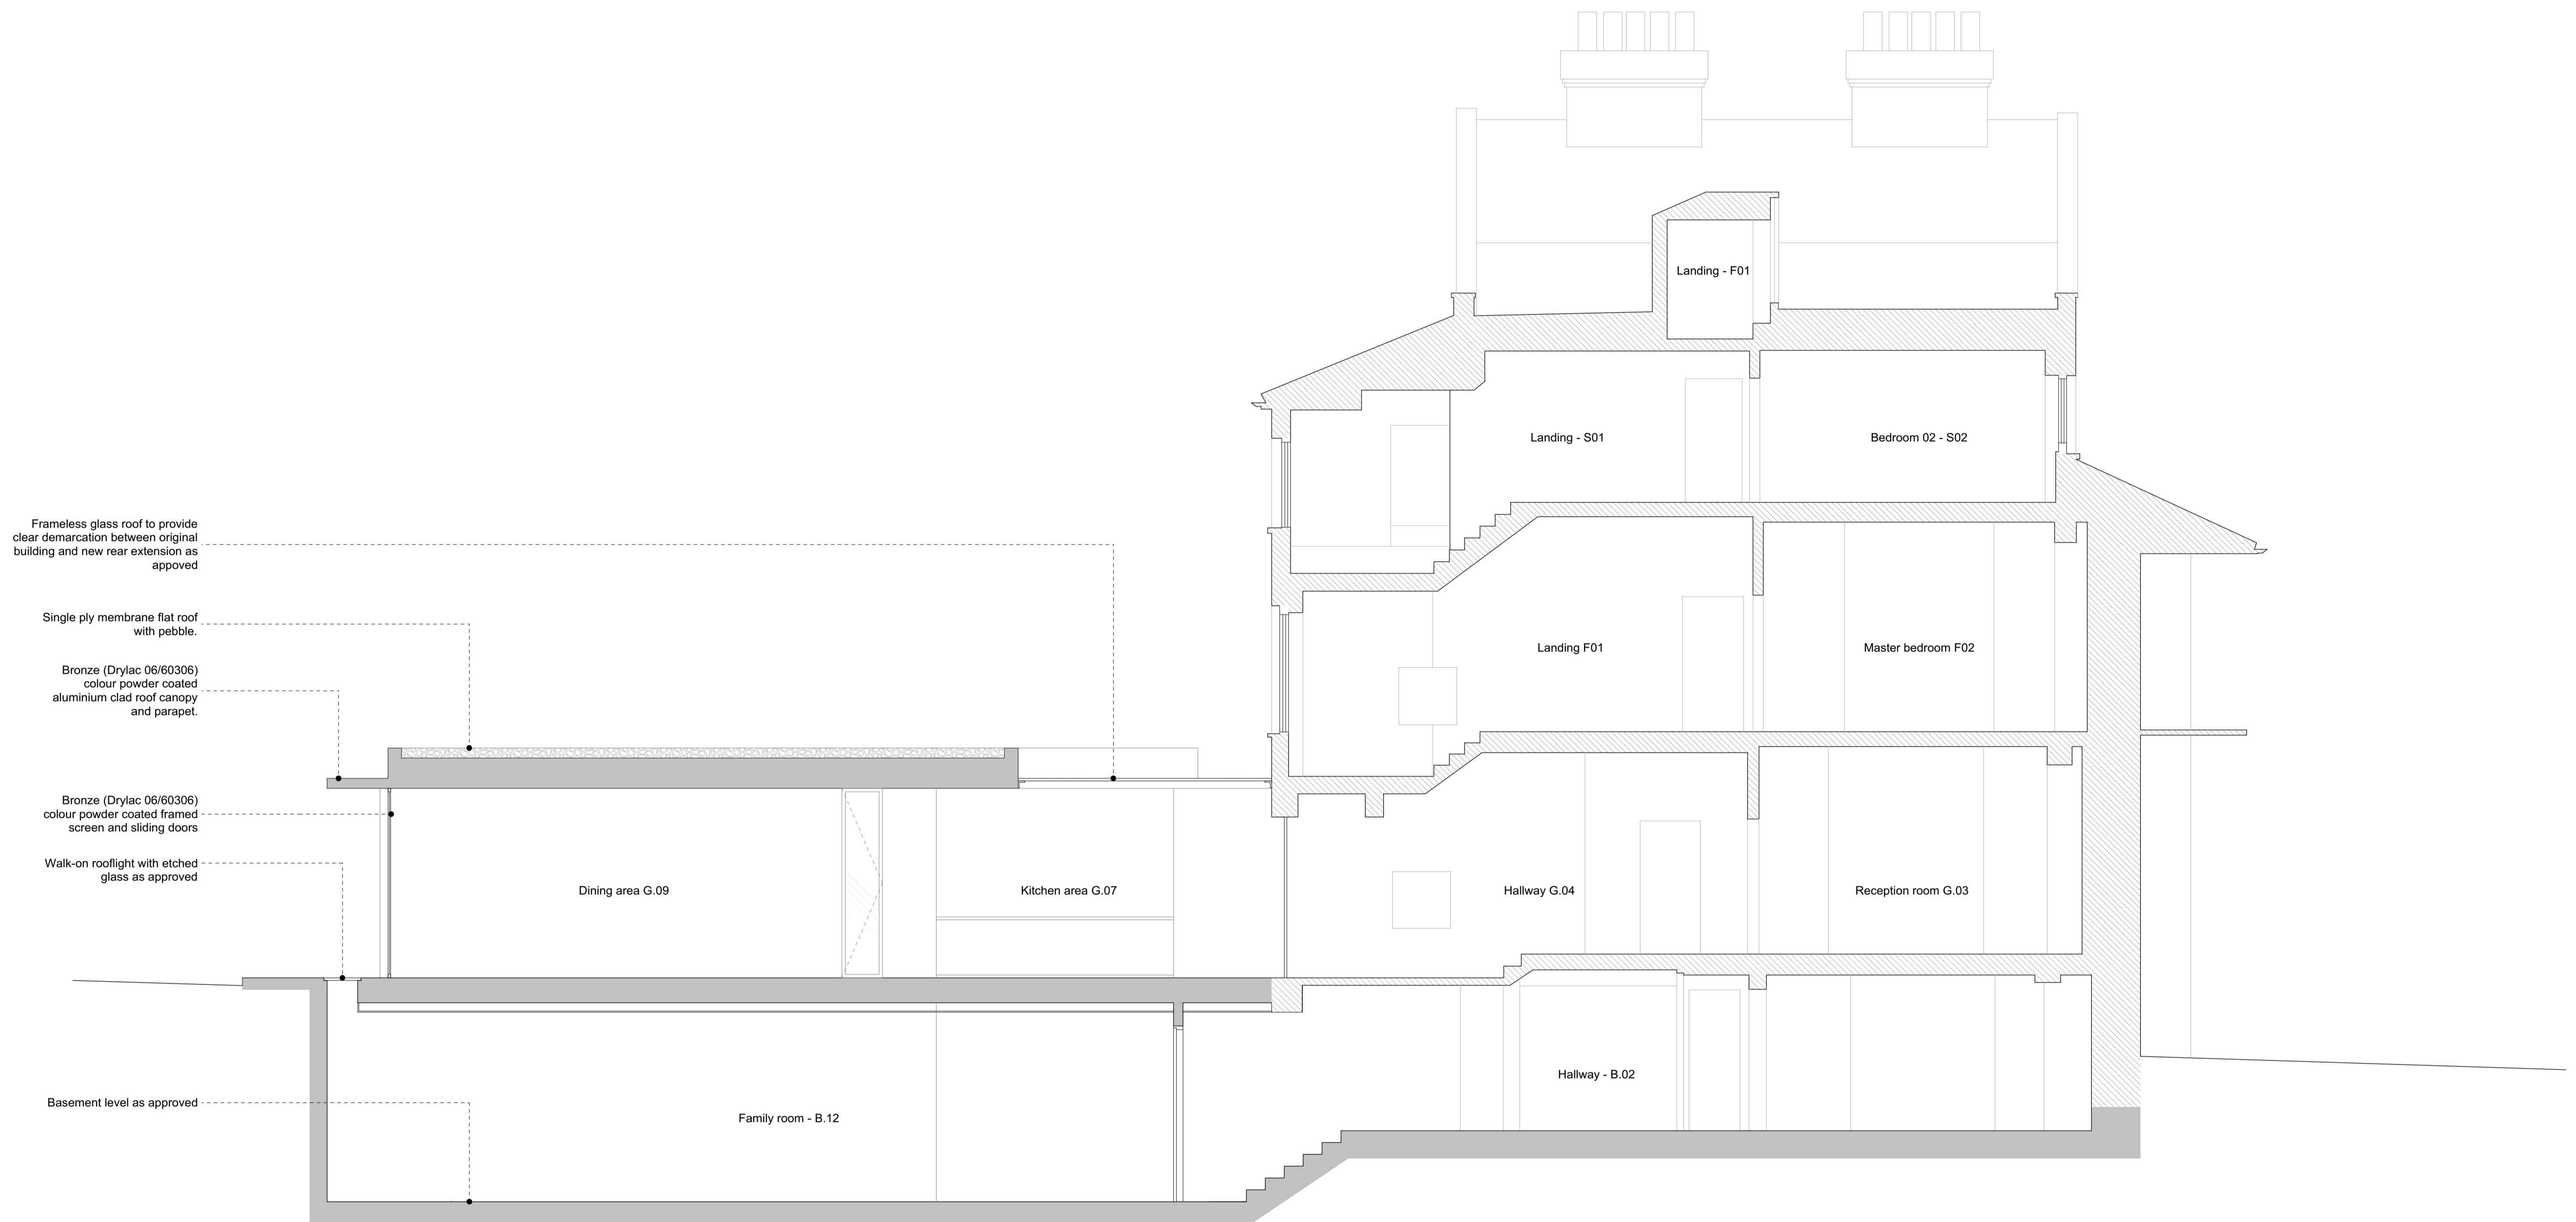 Landing - F01
Landing - S01
Bedroom 02 - S02
Frameless glass roof to provide
clear demarcation between original
building and new rear extension as
appoved
Single ply membrane flat roof
with pebble.
Landing F01
Master bedroom F02
Bronze (Drylac 06/60306)
colour powder coated
aluminium clad roof canopy
and parapet.
Bronze (Drylac 06/60306)
colour powder coated framed
screen and sliding doors
Walk-on rooflight with etched
glass as approved
Dining area G.09
Kitchen area G.07
Hallway G.04
Reception room G.03
Hallway - B.02
Basement level as approved
Family room - B.12